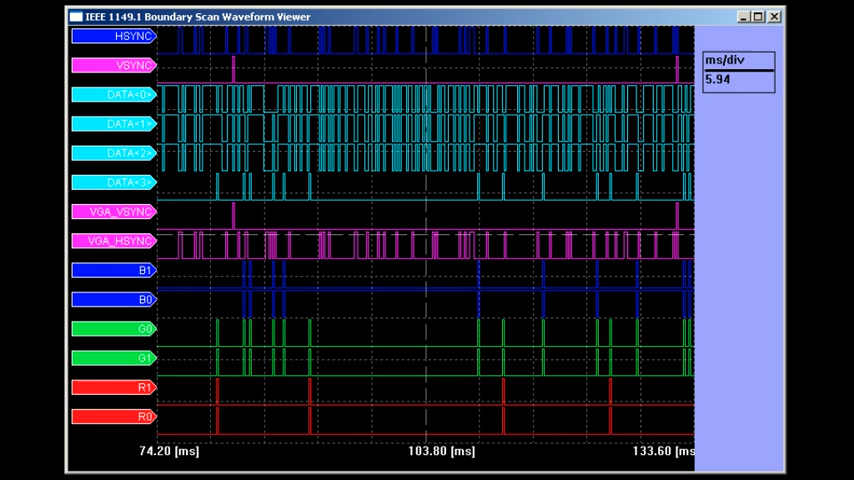 IEEE 1149.1 Boundary Scan Waveform Viewer
HSYNC
VSYNC
DATA<0>
DATA<1>
DATA<2>
DATA<3>
VGA_VSYNC
VGA_HSYNC
B1
B0
G0
G1
R1
R0
ms/div
5.94
74.20 [ms]
103.80 [ms]
133.60 [ms